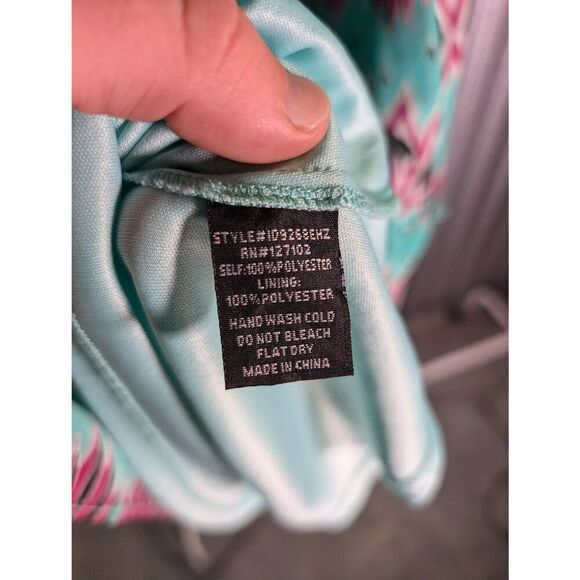 STYLE#ID9268EHZ
RN#127102
SELF:100%POLYESTER
LINING:
100%POLYESTER
HAND WASH COLD
DO NOT BLEACH
FLAT DRY
MADE IN CHINA